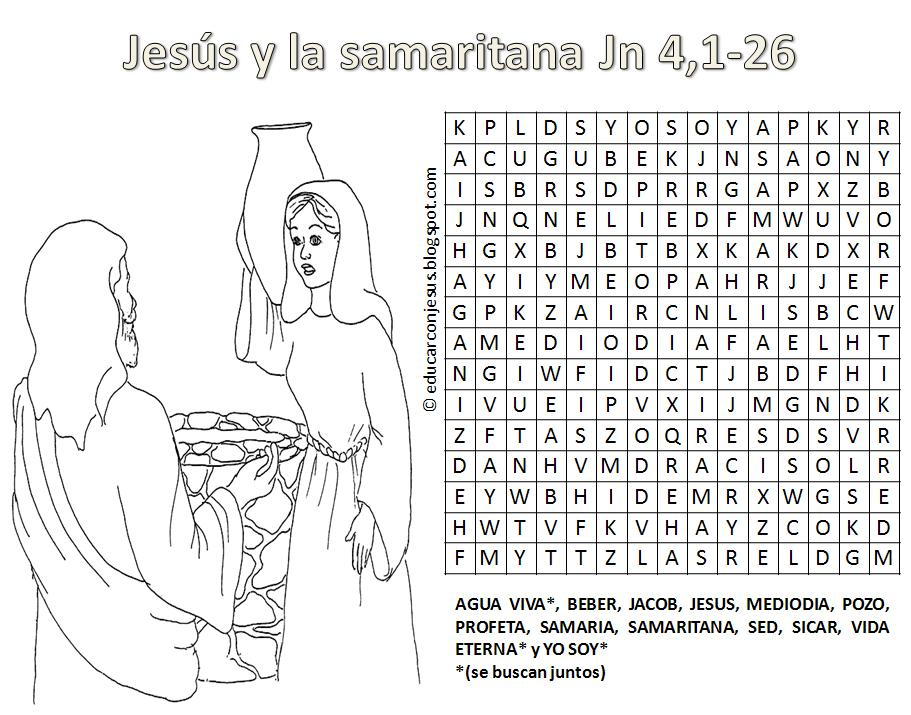 Jesús y la samaritana Jn 4,1-26
K P L D S Y O S O Y A P K Y R
A C U G U B E K J N S A O N Y
I S B R S D P R R G A P X Z B
J N Q N E L I E D F M W U V O
H G X B J B T B X K A K D X R
A Y I Y M E O P A H R J J E F
G P K Z A I R C N L I S B C W
A M E D I O D I A F A E L H T
N G I W F I D C T J B D F H I
I V U E I P V X I J M G N D K
Z F T A S Z O Q R E S D S V R
D A N H V M D R A C I S O L R
E Y W B H I D E M R X W G S E
H W T V F K V H A Y Z C O K D
F M Y T T Z L A S R E L D G M
© educarconjesus.blogspot.com
AGUA VIVA*, BEBER, JACOB, JESUS, MEDIODIA, POZO,
PROFETA, SAMARIA, SAMARITANA, SED, SICAR, VIDA
ETERNA* y YO SOY*
*(se buscan juntos)